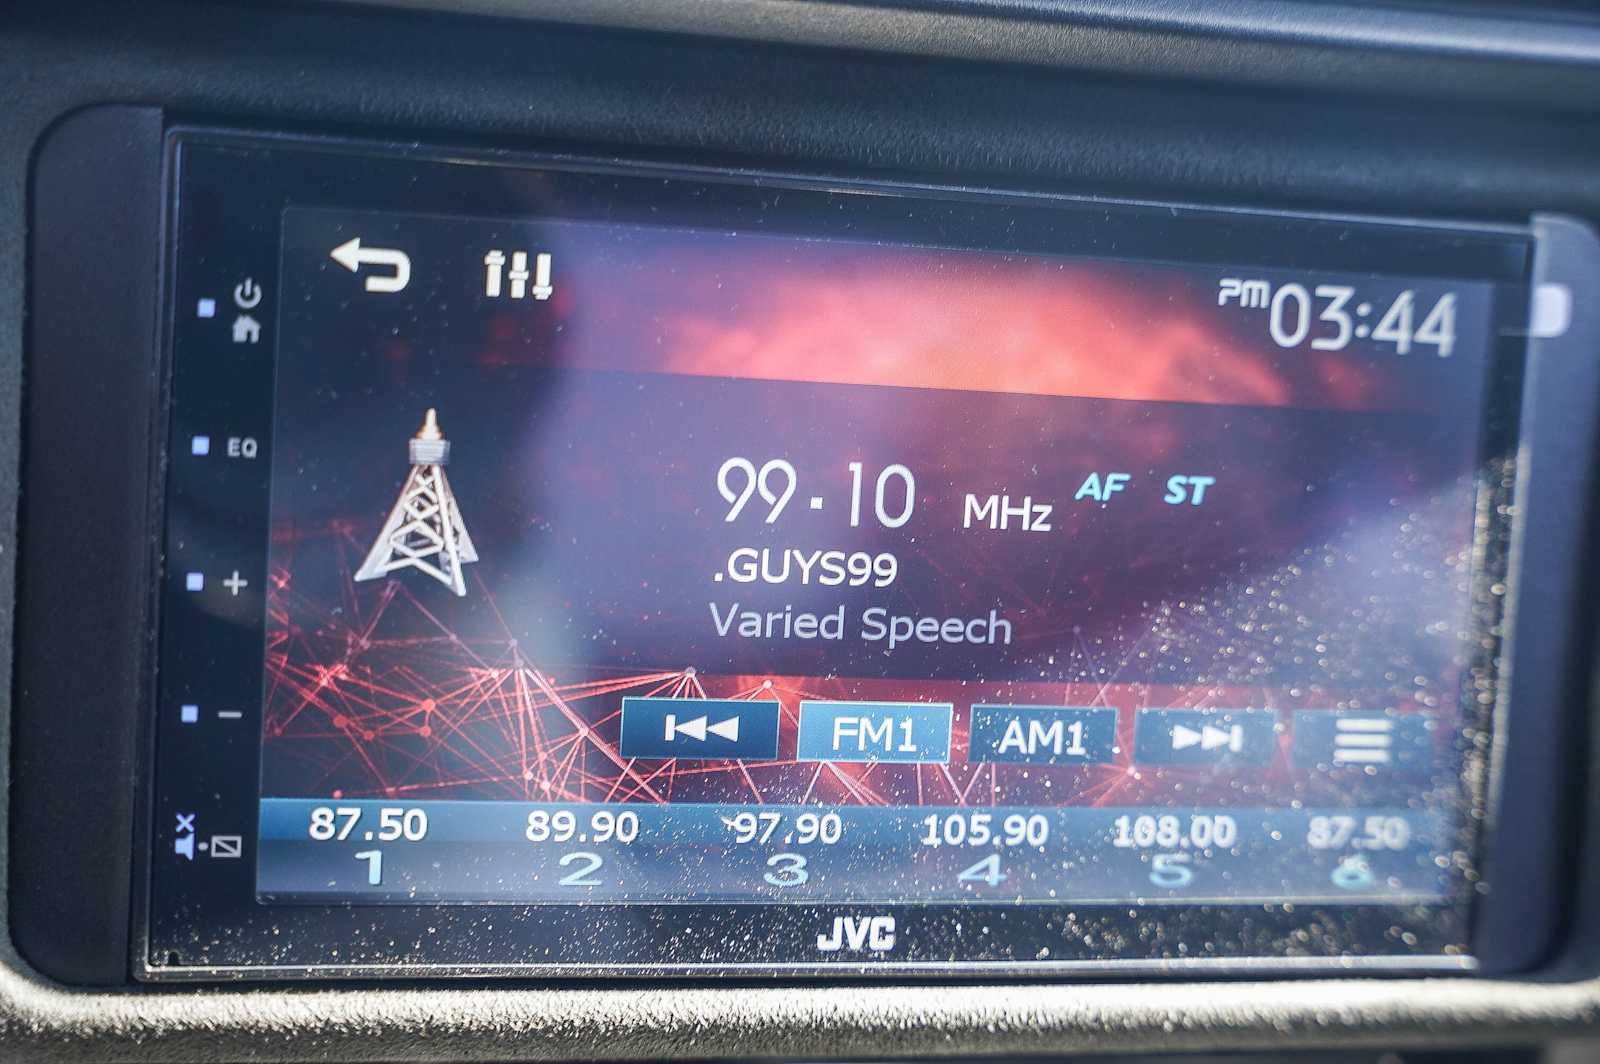 PM 03:44
EQ
99.10 MHz AF ST
.GUYS99
Varied Speech
FM1 AM1
87.50 89.90 97.90 105.90 108.00 87.50
1 2 3 4 5 6
JVC